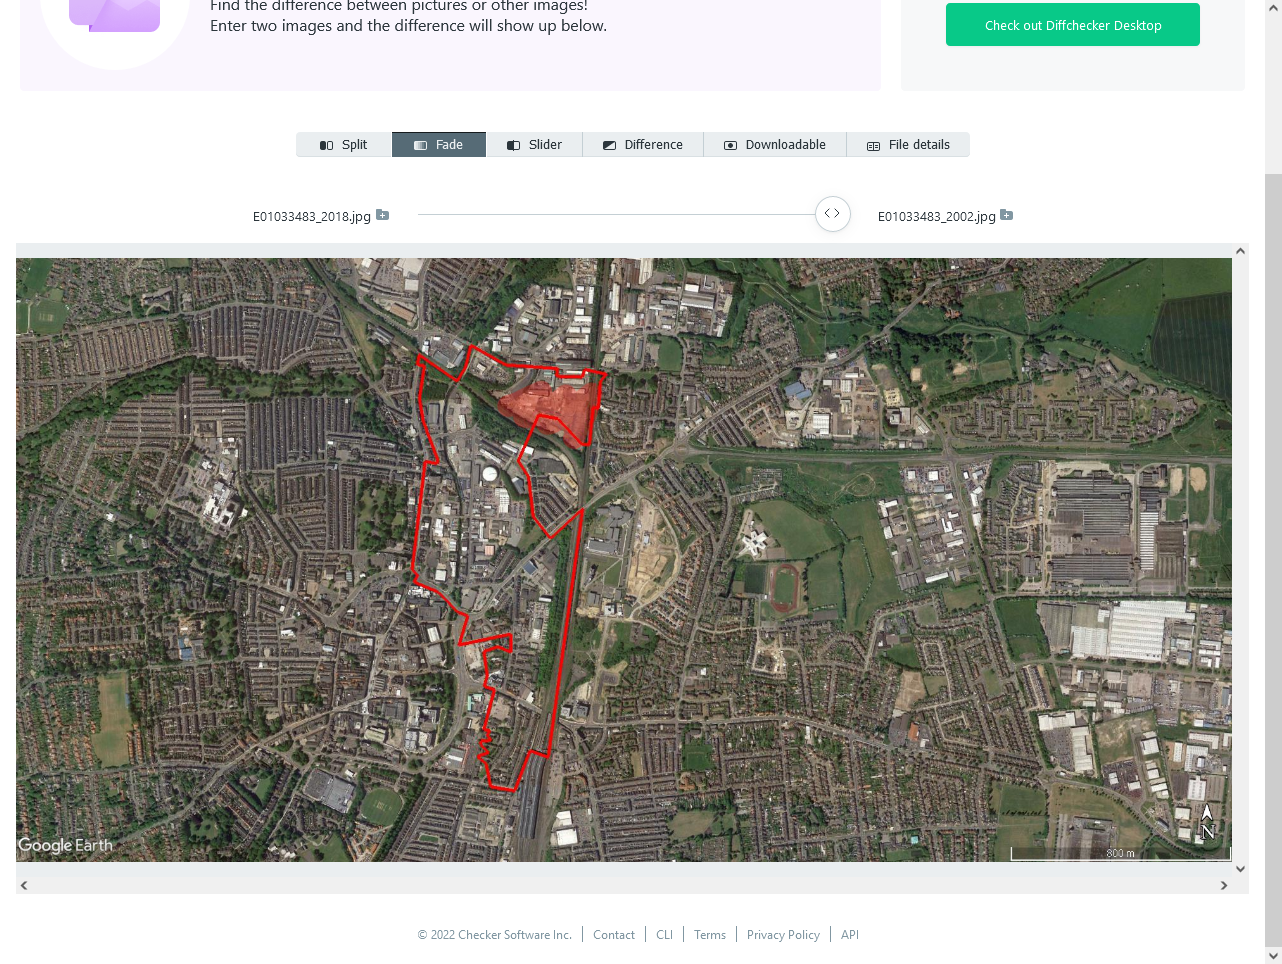 Find the difference between pictures or other images!
Enter two images and the difference will show up below.
Check out Diffchecker Desktop
Split
Fade
Slider
Difference
Downloadable
File details
E01033483_2018.jpg
E01033483_2002.jpg
Google Earth
N
800 m
© 2022 Checker Software Inc.
Contact
CLI
Terms
Privacy Policy
API